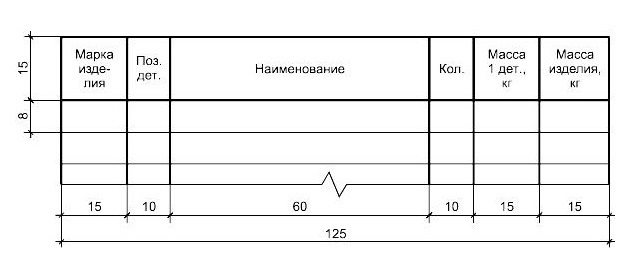 Марка
изде-
лия
Поз.
дет.
Наименование
Кол.
Масса
1 дет.,
кг
Масса
изделия,
кг
15
8
15
10
60
10
15
15
125